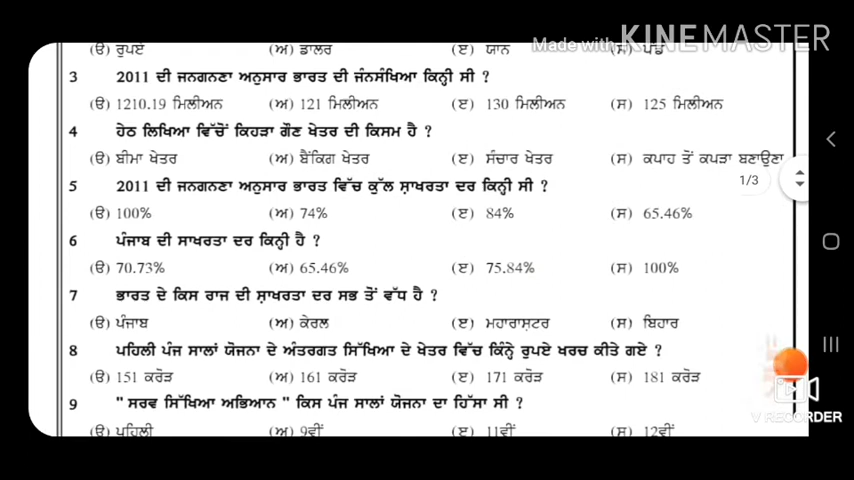 Made with KINEMASTER
(ੳ) ਰੁਪਏ (ਅ) ਡਾਲਰ (ੲ) ਯਾਨ (ਸ) ਪੌਂਡ
3 2011 ਦੀ ਜਨਗਨਣਾ ਅਨੁਸਾਰ ਭਾਰਤ ਦੀ ਜੰਨਸੰਖਿਆ ਕਿਨ੍ਹੀ ਸੀ ?
(ੳ) 1210.19 ਮਿਲੀਅਨ (ਅ) 121 ਮਿਲੀਅਨ (ੲ) 130 ਮਿਲੀਅਨ (ਸ) 125 ਮਿਲੀਅਨ
4 ਹੇਠ ਲਿਖਿਆ ਵਿੱਚੋਂ ਕਿਹੜਾ ਗੌਣ ਖੇਤਰ ਦੀ ਕਿਸਮ ਹੈ ?
(ੳ) ਬੀਮਾ ਖੇਤਰ (ਅ) ਬੈਂਕਿਗ ਖੇਤਰ (ੲ) ਸੰਚਾਰ ਖੇਤਰ (ਸ) ਕਪਾਹ ਤੋਂ ਕਪੜਾ ਬਣਾਉਣਾ
1/3
5 2011 ਦੀ ਜਨਗਨਣਾ ਅਨੁਸਾਰ ਭਾਰਤ ਵਿੱਚ ਕੁੱਲ ਸ਼ਾਖਰਤਾ ਦਰ ਕਿਨ੍ਹੀ ਸੀ ?
(ੳ) 100% (ਅ) 74% (ੲ) 84% (ਸ) 65.46%
6 ਪੰਜਾਬ ਦੀ ਸਾਖਰਤਾ ਦਰ ਕਿਨ੍ਹੀ ਹੈ ?
(ੳ) 70.73% (ਅ) 65.46% (ੲ) 75.84% (ਸ) 100%
7 ਭਾਰਤ ਦੇ ਕਿਸ ਰਾਜ ਦੀ ਸ਼ਾਖਰਤਾ ਦਰ ਸਭ ਤੋਂ ਵੱਧ ਹੈ ?
(ੳ) ਪੰਜਾਬ (ਅ) ਕੇਰਲ (ੲ) ਮਹਾਰਾਸ਼ਟਰ (ਸ) ਬਿਹਾਰ
8 ਪਹਿਲੀ ਪੰਜ ਸਾਲਾਂ ਯੋਜਨਾ ਦੇ ਅੰਤਰਗਤ ਸਿੱਖਿਆ ਦੇ ਖੇਤਰ ਵਿੱਚ ਕਿੰਨ੍ਹੇ ਰੁਪਏ ਖਰਚ ਕੀਤੇ ਗਏ ?
(ੳ) 151 ਕਰੋੜ (ਅ) 161 ਕਰੋੜ (ੲ) 171 ਕਰੋੜ (ਸ) 181 ਕਰੋੜ
9 " ਸਰਵ ਸਿੱਖਿਆ ਅਭਿਆਨ " ਕਿਸ ਪੰਜ ਸਾਲਾਂ ਯੋਜਨਾ ਦਾ ਹਿੱਸਾ ਸੀ ?
V RECORDER
(ੳ) ਪਹਿਲੀ (ਅ) 9ਵੀਂ (ੲ) 11ਵੀਂ (ਸ) 12ਵੀਂ